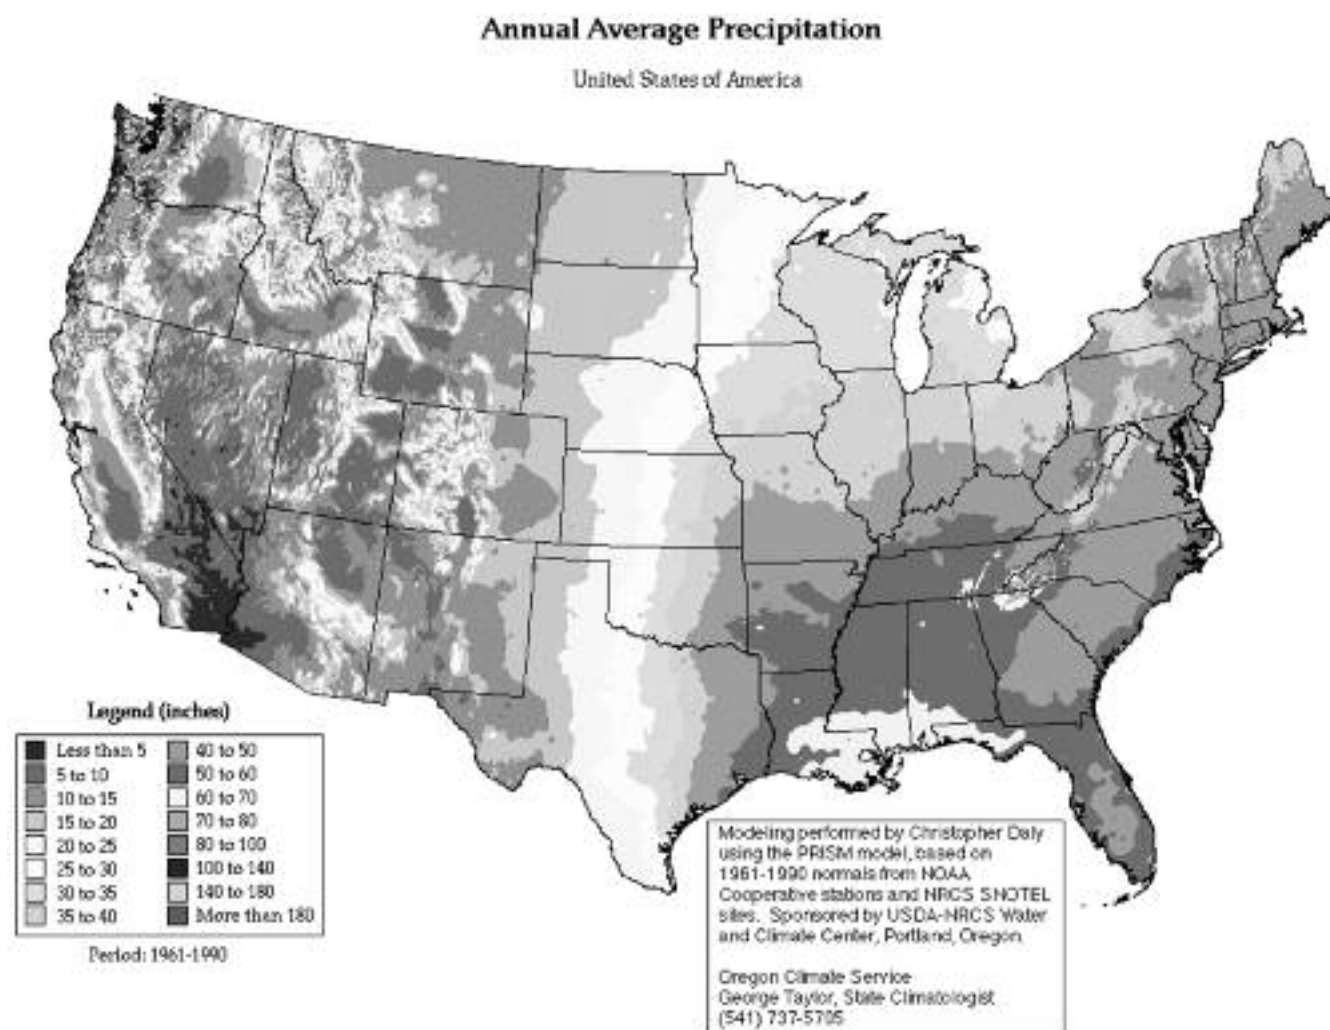 Annual Average Precipitation
United States of America
Legend (inches)
Less than 5
5 to 10
10 to 15
15 to 20
20 to 25
25 to 30
30 to 35
35 to 40
40 to 50
50 to 60
60 to 70
70 to 80
80 to 100
100 to 140
140 to 180
More than 180
Period: 1961-1990
Modeling performed by Christopher Daly
using the PRISM model, based on
1961-1990 normals from NOAA
Cooperative stations and NRCS SNOTEL
sites. Sponsored by USDA-NRCS Water
and Climate Center, Portland, Oregon.
Oregon Climate Service
George Taylor, State Climatologist
(541) 737-5705